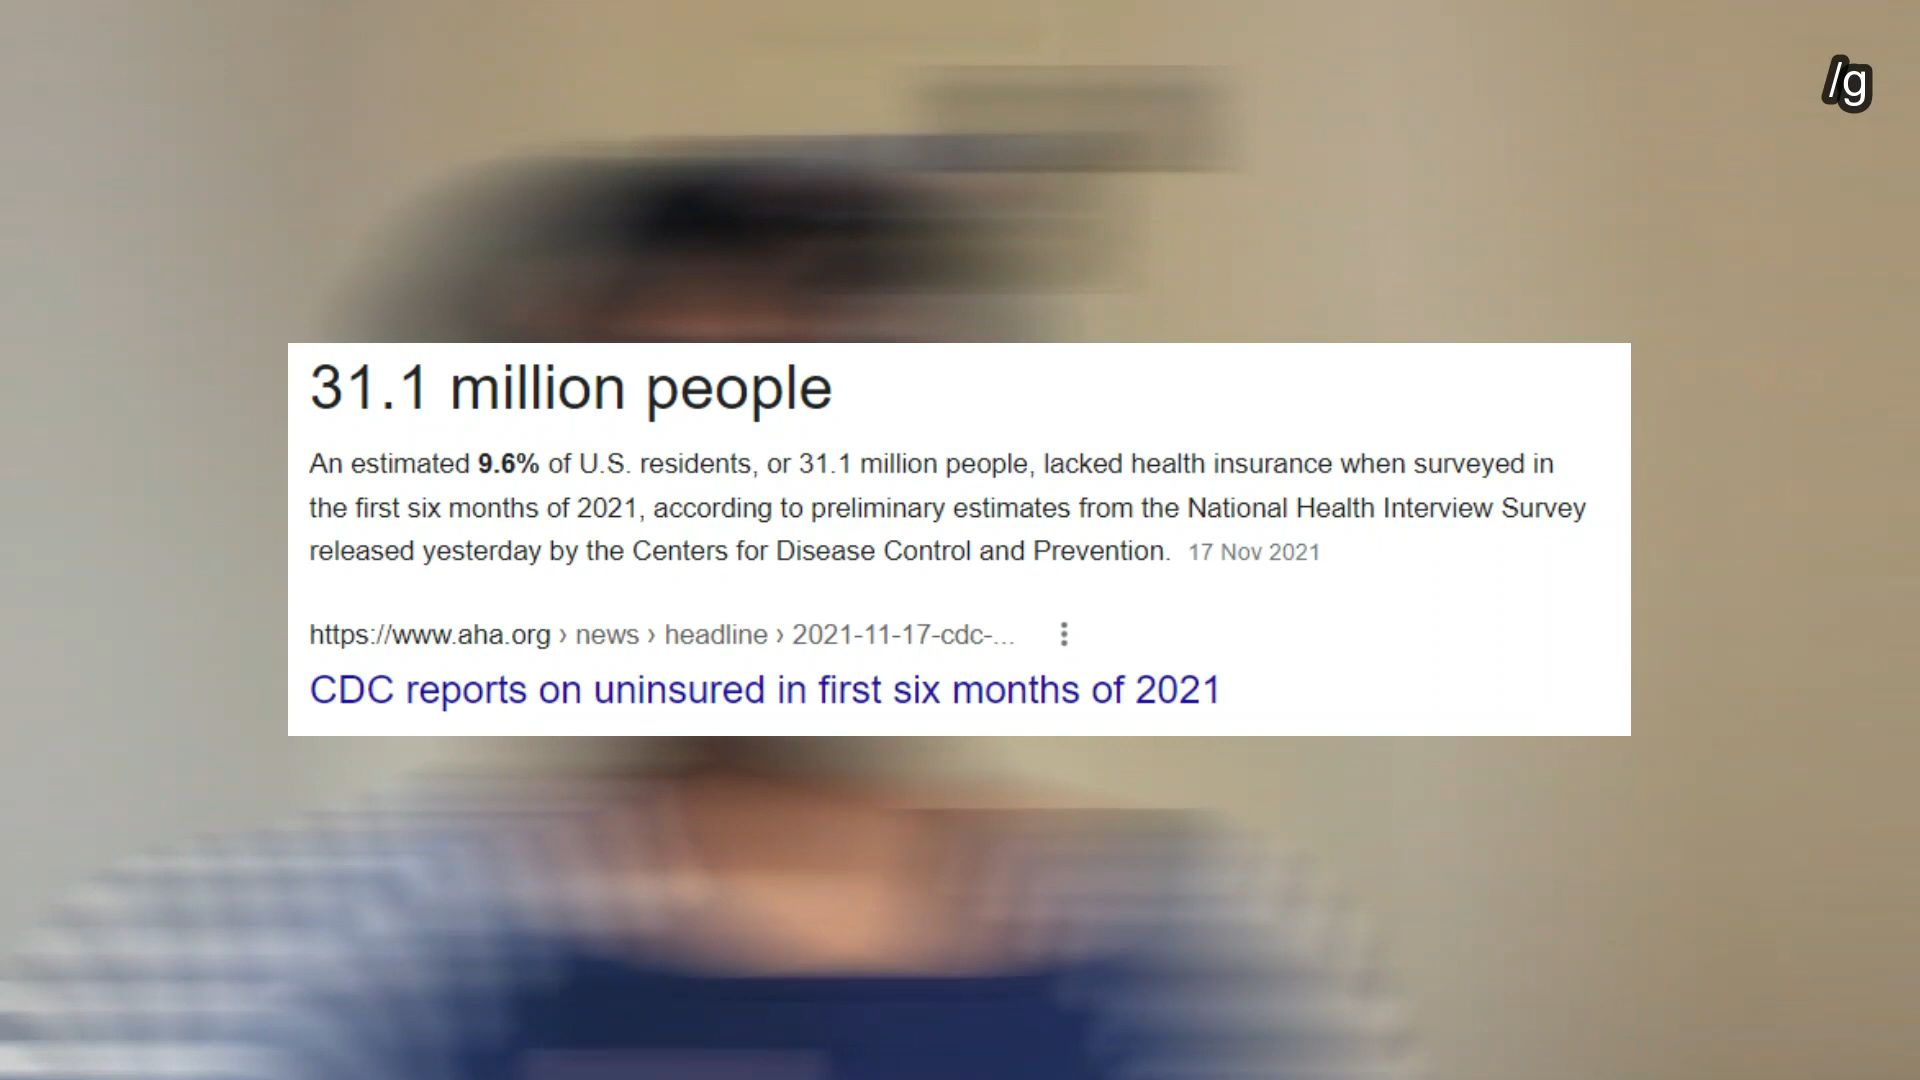 /g
31.1 million people
An estimated 9.6% of U.S. residents, or 31.1 million people, lacked health insurance when surveyed in
the first six months of 2021, according to preliminary estimates from the National Health Interview Survey
released yesterday by the Centers for Disease Control and Prevention. 17 Nov 2021
https://www.aha.org › news › headline › 2021-11-17-cdc-...
CDC reports on uninsured in first six months of 2021